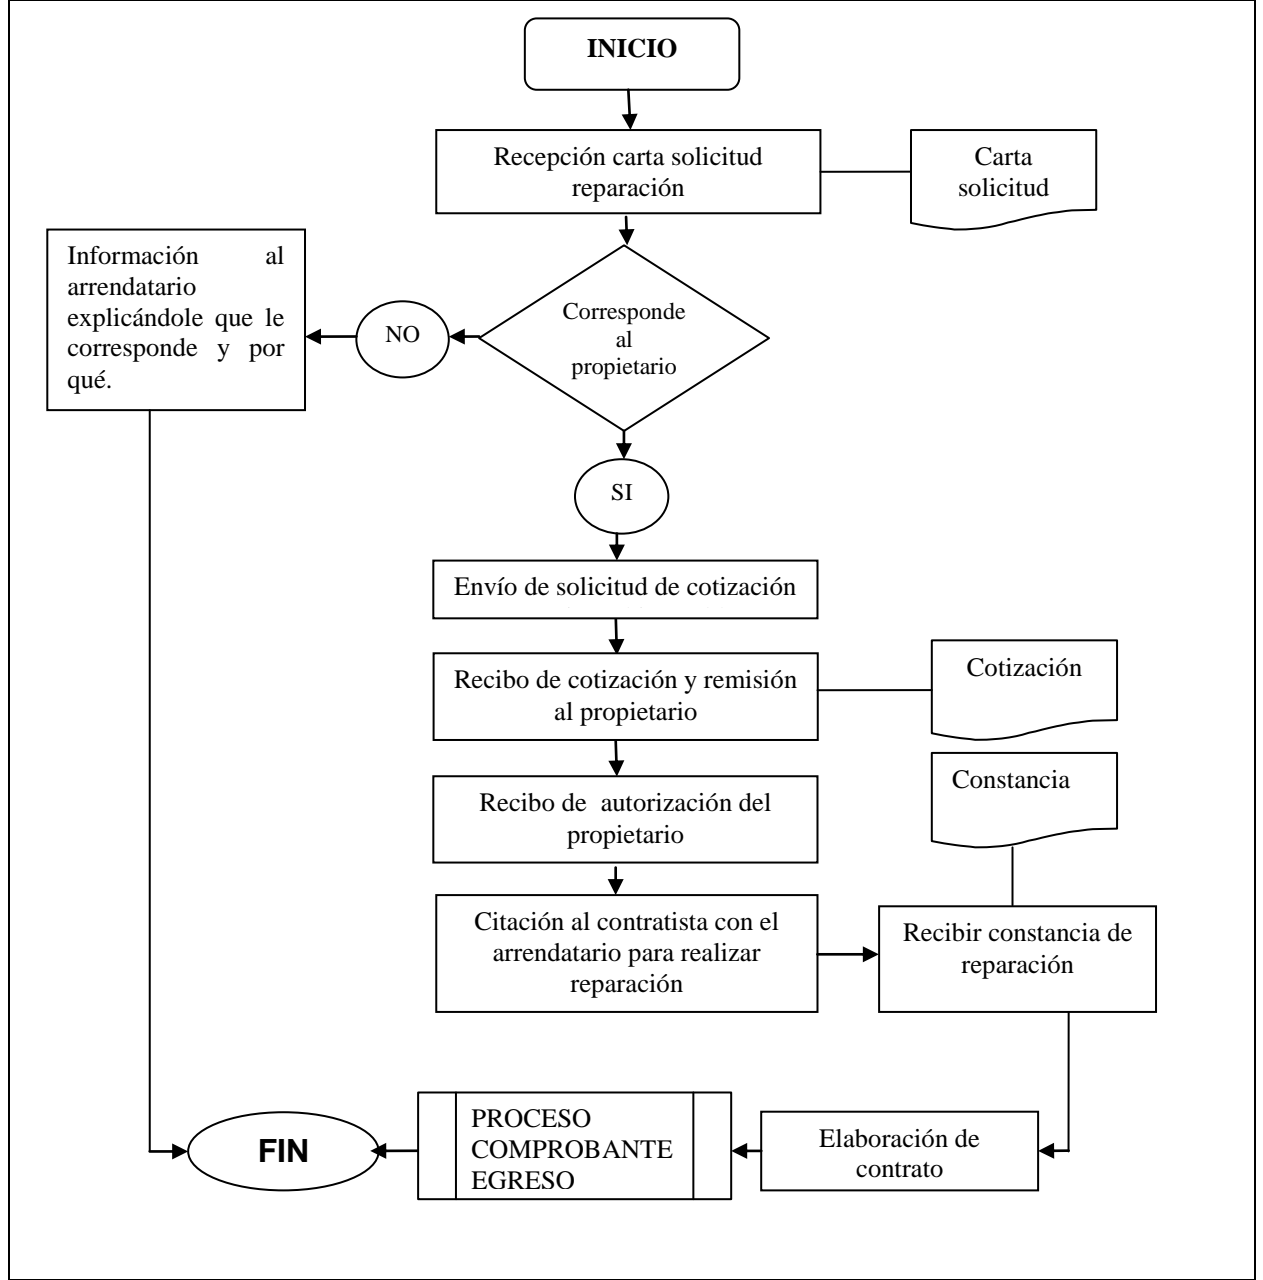 INICIO
Recepción carta solicitud
reparación
Carta
solicitud
Información al
arrendatario
explicándole que le
corresponde y por
qué.
NO
Corresponde
al
propietario
SI
Envío de solicitud de cotización
Recibo de cotización y remisión
al propietario
Cotización
Recibo de autorización del
propietario
Constancia
Citación al contratista con el
arrendatario para realizar
reparación
Recibir constancia de
reparación
FIN
PROCESO
COMPROBANTE
EGRESO
Elaboración de
contrato